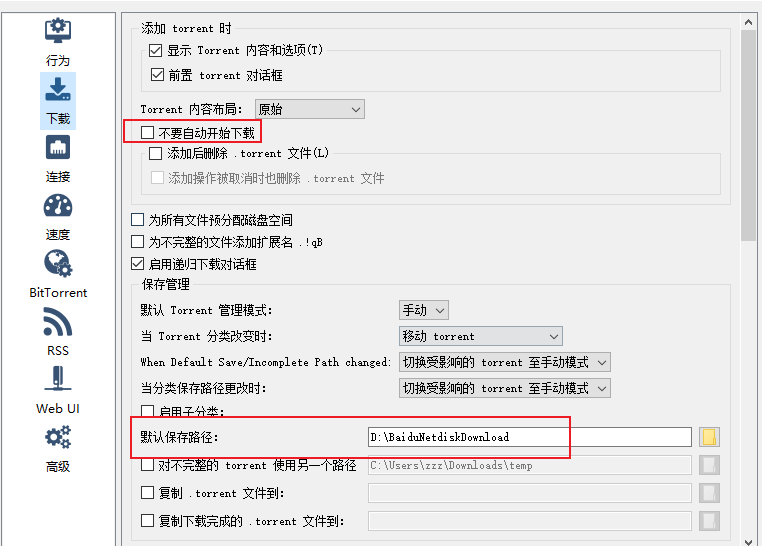 行为
下载
连接
速度
BitTorrent
RSS
Web UI
高级
添加 torrent 时
显示 Torrent 内容和选项(T)
前置 torrent 对话框
Torrent 内容布局: 原始
不要自动开始下载
添加后删除 .torrent 文件(L)
添加操作被取消时也删除 .torrent 文件
为所有文件预分配磁盘空间
为不完整的文件添加扩展名 .!qB
启用递归下载对话框
保存管理
默认 Torrent 管理模式: 手动
当 Torrent 分类改变时: 移动 torrent
When Default Save/Incomplete Path changed: 切换受影响的 torrent 至手动模式
当分类保存路径更改时: 切换受影响的 torrent 至手动模式
启用子分类:
默认保存路径: D:\BaiduNetdiskDownload
对不完整的 torrent 使用另一个路径 C:\Users\zzz\Downloads\temp
复制 .torrent 文件到:
复制下载完成的 .torrent 文件到: